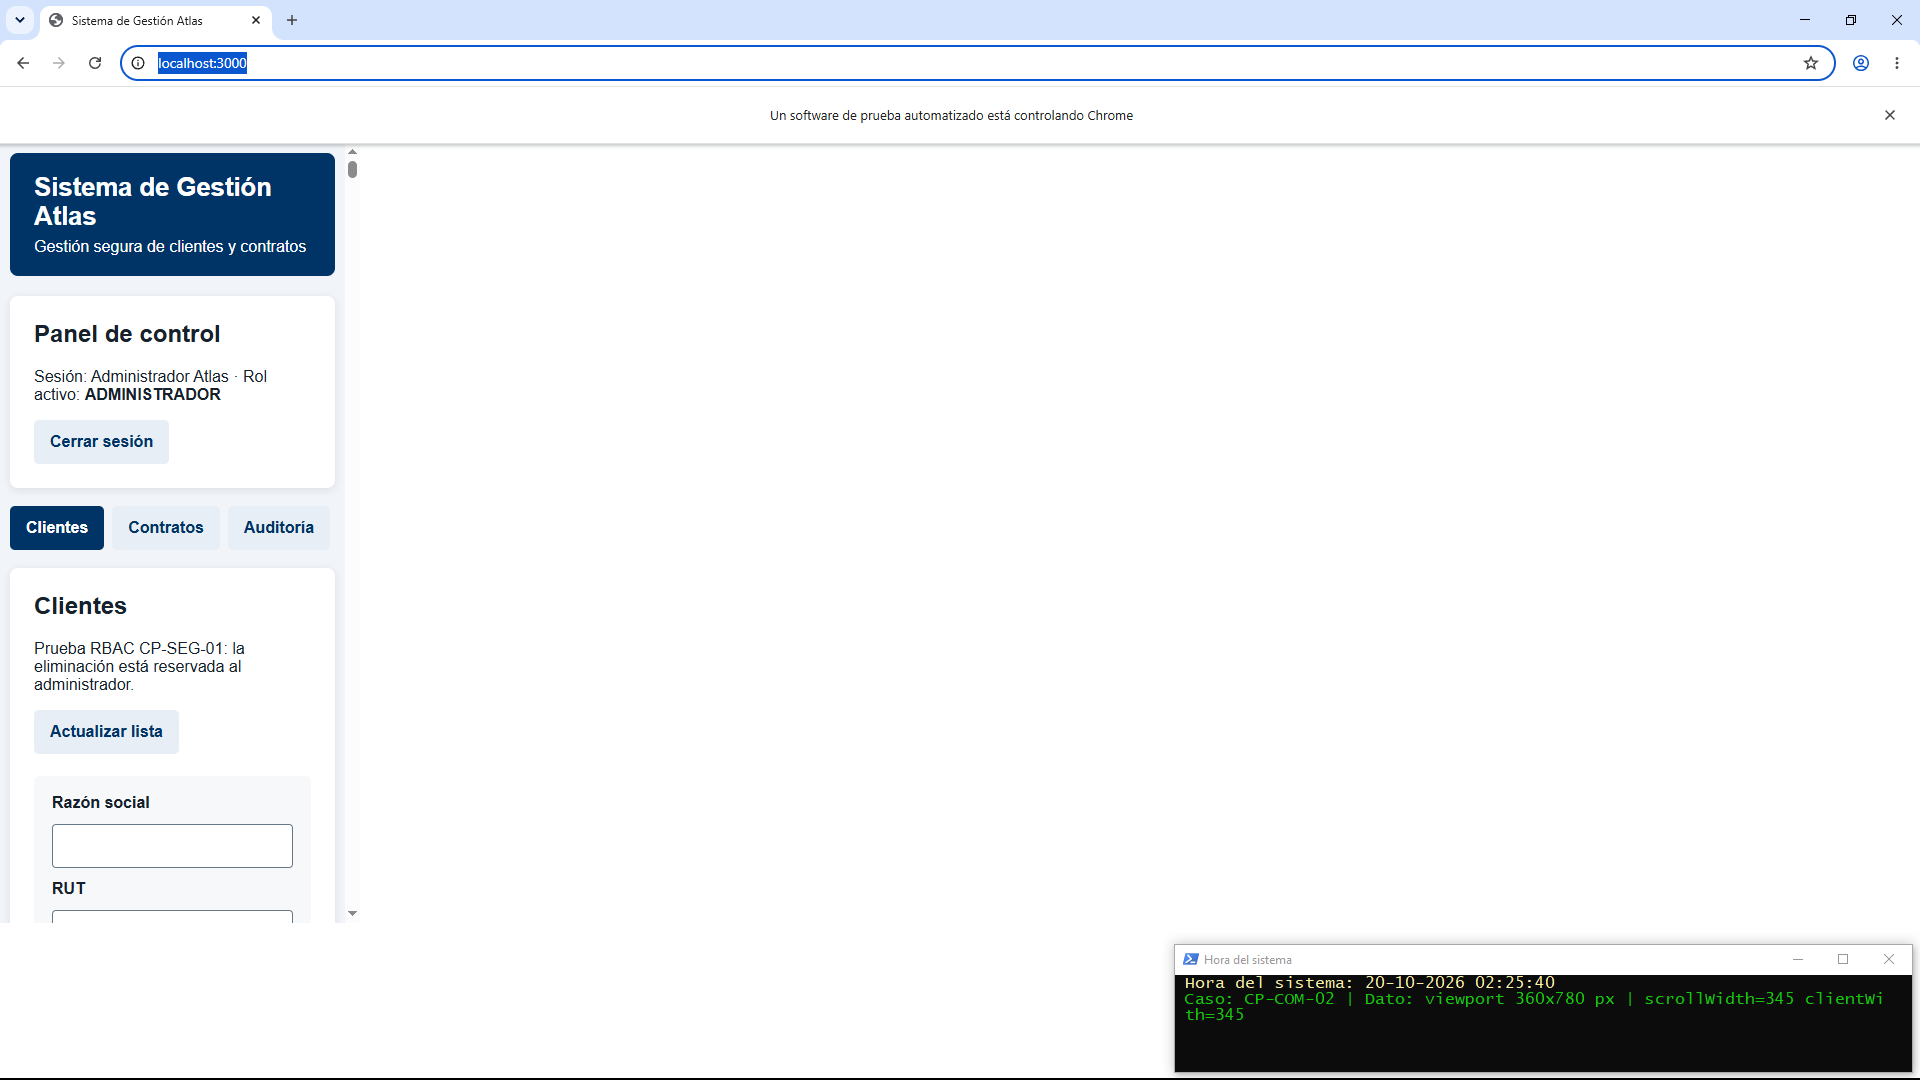 Sistema de Gestión Atlas
localhost:3000
Un software de prueba automatizado está controlando Chrome
Sistema de Gestión
Atlas
Gestión segura de clientes y contratos
Panel de control
Sesión: Administrador Atlas · Rol
activo: ADMINISTRADOR
Cerrar sesión
Clientes Contratos Auditoría
Clientes
Prueba RBAC CP-SEG-01: la
eliminación está reservada al
administrador.
Actualizar lista
Razón social
RUT
Hora del sistema
Hora del sistema: 20-10-2026 02:25:40
Caso: CP-COM-02 | Dato: viewport 360x780 px | scrollWidth=345 clientWi
th=345